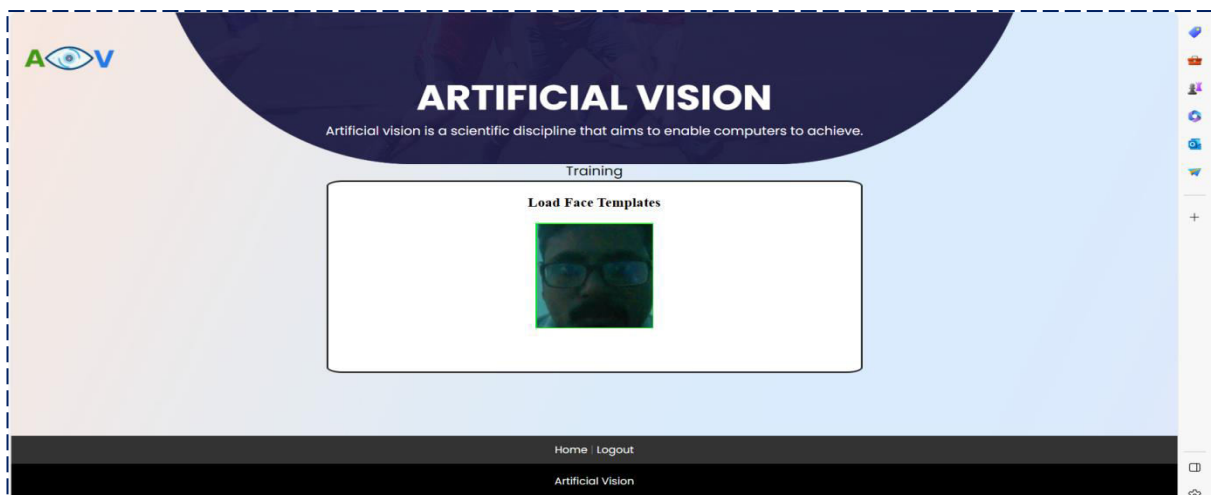 A V
ARTIFICIAL VISION
Artificial vision is a scientific discipline that aims to enable computers to achieve.
Training
Load Face Templates
Home | Logout
Artificial Vision